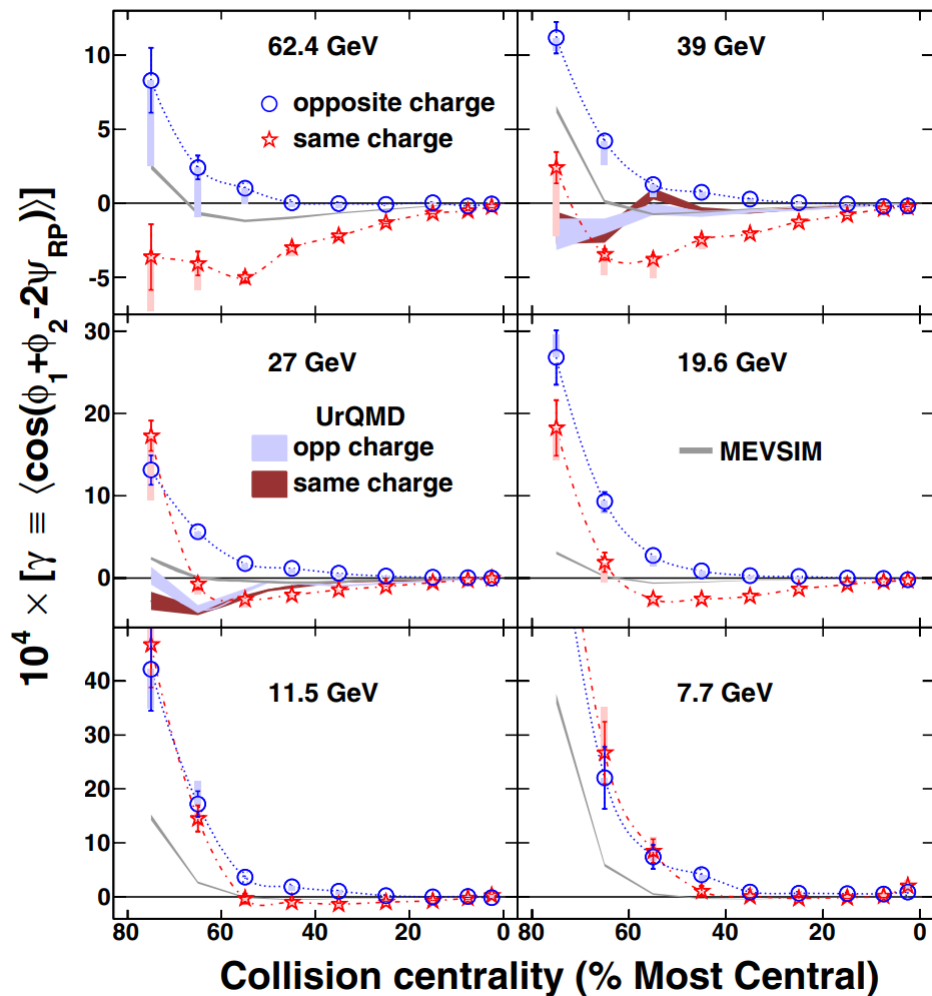 10⁴ × [γ ≡ ⟨cos(ϕ₁+ϕ₂-2ψ_RP)⟩]
62.4 GeV
opposite charge
same charge
10
5
0
-5
39 GeV
27 GeV
UrQMD
opp charge
same charge
30
20
10
0
19.6 GeV
MEVSIM
11.5 GeV
40
30
20
10
0
7.7 GeV
80 60 40 20 80 60 40 20 0
Collision centrality (% Most Central)